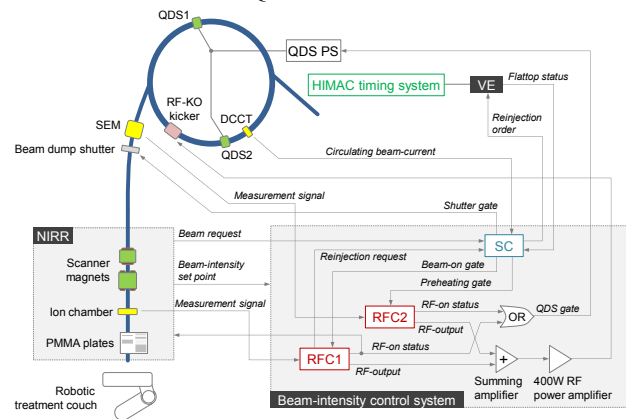 QDS1
QDS PS
HIMAC timing system
VE
Flattop status
RF-KO
kicker
DCCT
SEM
QDS2
Reinjection
order
Beam dump shutter
Circulating beam-current
Measurement signal
Shutter gate
NIRR
Beam request
SC
Reinjection request
Scanner
magnets
Beam-intensity
set point
Beam-on gate
Preheating gate
Ion chamber
Measurement signal
RFC2
RF-on status
OR
QDS gate
RF-output
PMMA plates
RFC1
RF-on status
RF-output
+
Robotic
treatment couch
Summing
amplifier
400W RF
power amplifier
Beam-intensity control system